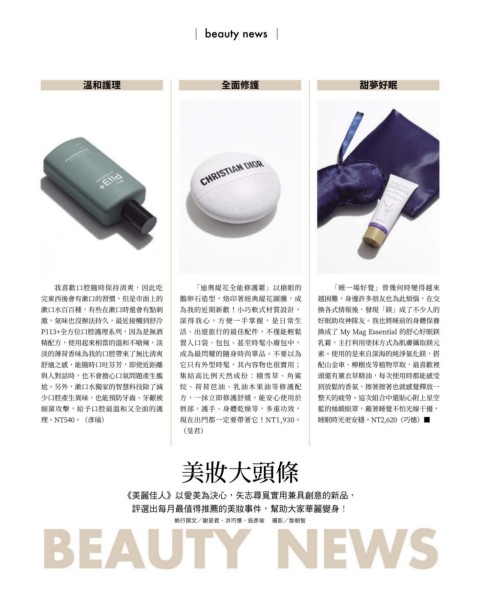 beauty news
溫和護理
P113+
我喜歡口腔隨時保持清爽，因此吃
完東西後會有漱口的習慣，但是市面上的
漱口水百百種，有些在漱口時還會有點刺
激，氣味也沒辦法持久。最近接觸到舒泠
P113+全方位口腔護理系列，因為是無酒
精配方，使用起來相當的溫和不嗆辣，淡
淡的薄荷香味為我的口腔帶來了無比清爽
舒適之感，能隨時口吐芬芳，即使近距離
與人對話時，也不會擔心口氣問題產生尷
尬。另外，漱口水獨家的智慧科技除了減
少口腔產生異味，也能預防牙齒、牙齦被
細菌攻擊，給予口腔最溫和又全面的護
理。NT540。（彥瑜）
全面修護
CHRISTIAN DIOR
「迪奧緹花全能修護霜」以搶眼的
鵝卵石造型，烙印著經典緹花圖騰，成
為我的近期新歡！小巧軟式材質設計，
深得我心，方便一手掌握，是日常生
活、出遊旅行的最佳配件，不僅能輕鬆
置入口袋、包包、甚至時髦小廢包中，
成為最閃耀的隨身時尚單品。不要以為
它只有外型時髦，其內容物也很實用；
集結高比例天然成份：積雪草、角鯊
烷、荷荷芭油、乳油木果油等修護配
方，一抹立即修護舒緩，能安心使用於
唇部、護手、身體乾燥等，多重功效，
現在出門都一定要帶著它！NT1,930。
（旻君）
甜夢好眠
「睡一場好覺」曾幾何時變得越來
越困難，身邊許多朋友也為此煩惱，在交
換各式情報後，發現「鎂」成了不少人的
好眠助攻神隊友。我也將睡前的身體保養
換成了 My Mag Essential 的舒心好眠鎂
乳霜，主打利用塗抹方式為肌膚攝取鎂元
素。使用的是來自深海的純淨氯化鎂，搭
配山金車、檸樹皮等植物萃取，最喜歡裡
頭還有薰衣草精油，每次使用時都能感受
到放鬆的香氣，擦著擦著也就感覺釋放一
整天的疲勞。這次組合中還貼心附上星空
藍的絲綢眼罩，戴著睡覺不怕光線干擾，
睡眠時光更安穩。NT2,620（巧憓）■
美妝大頭條
《美麗佳人》以愛美為決心，矢志尋覓實用兼具創意的新品，
評選出每月最值得推薦的美妝事件，幫助大家華麗變身！
執行撰文／謝旻君、洪巧憓、翁彥瑜　攝影／詹朝智
BEAUTY NEWS